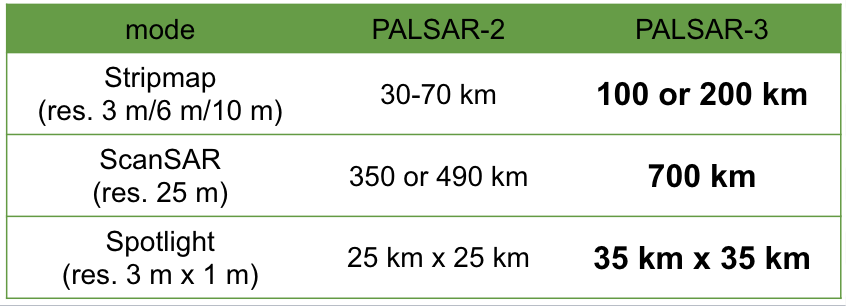 mode PALSAR-2 PALSAR-3
Stripmap
(res. 3 m/6 m/10 m) 30-70 km 100 or 200 km
ScanSAR
(res. 25 m) 350 or 490 km 700 km
Spotlight
(res. 3 m x 1 m) 25 km x 25 km 35 km x 35 km